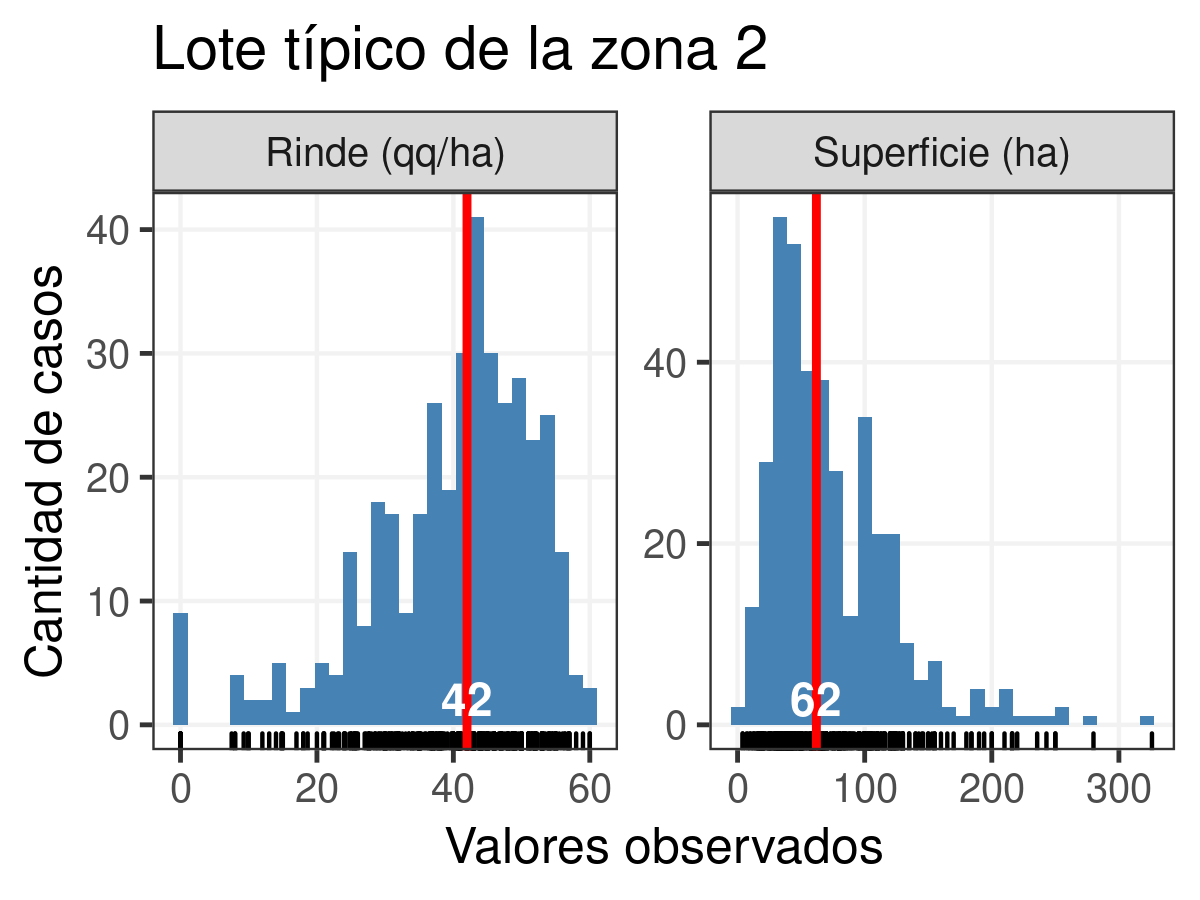 Lote típico de la zona 2
Rinde (qq/ha)
Superficie (ha)
Cantidad de casos
40
30
20
10
0
42
0 20 40 60
40
20
0
62
0 100 200 300
Valores observados